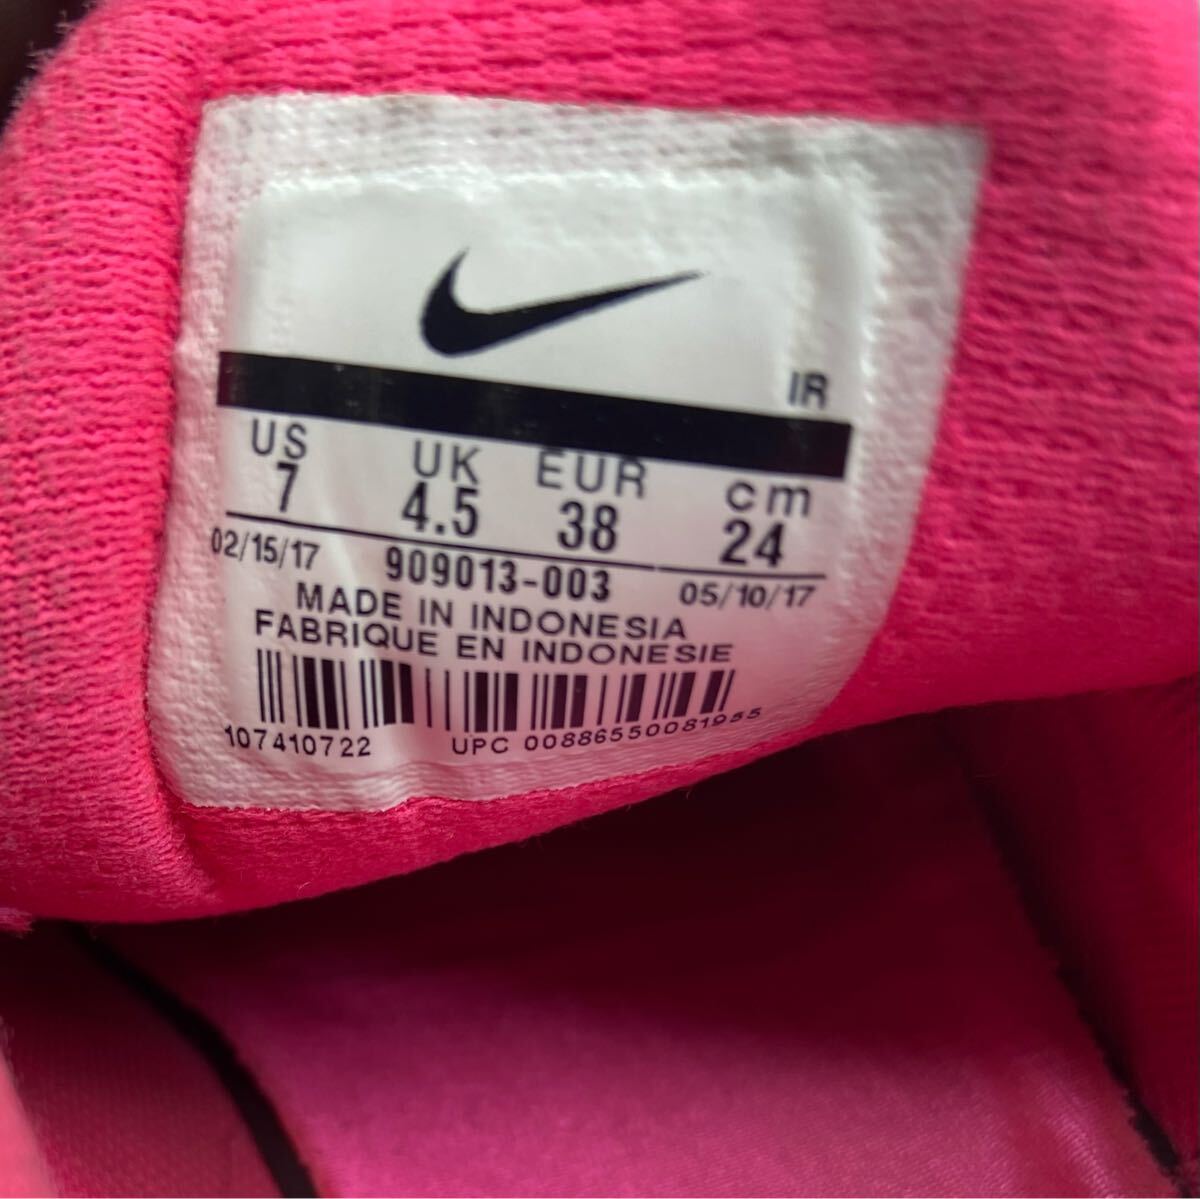 IR
US UK EUR cm
7 4.5 38 24
02/15/17 909013-003 05/10/17
MADE IN INDONESIA
FABRIQUE EN INDONESIE
107410722 UPC 00886550081955